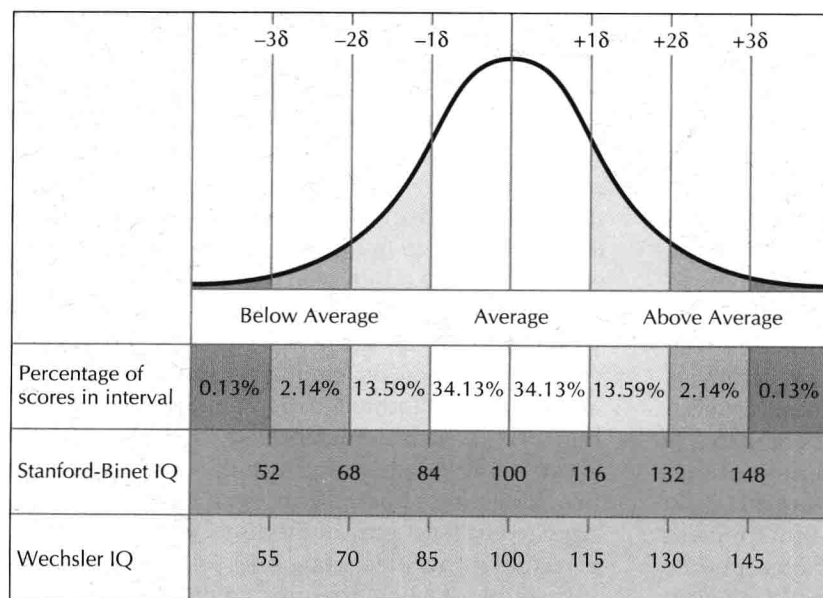 −3δ −2δ −1δ +1δ +2δ +3δ
Below Average Average Above Average
Percentage of
scores in interval
0.13% 2.14% 13.59% 34.13% 34.13% 13.59% 2.14% 0.13%
Stanford-Binet IQ 52 68 84 100 116 132 148
Wechsler IQ 55 70 85 100 115 130 145